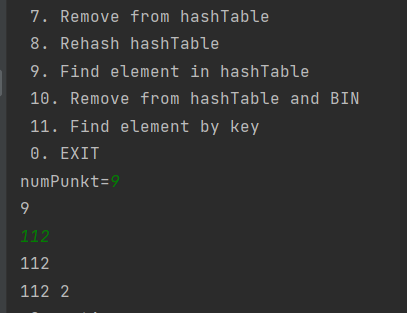 7. Remove from hashTable
8. Rehash hashTable
9. Find element in hashTable
10. Remove from hashTable and BIN
11. Find element by key
0. EXIT
numPunkt=9
9
112
112
112 2